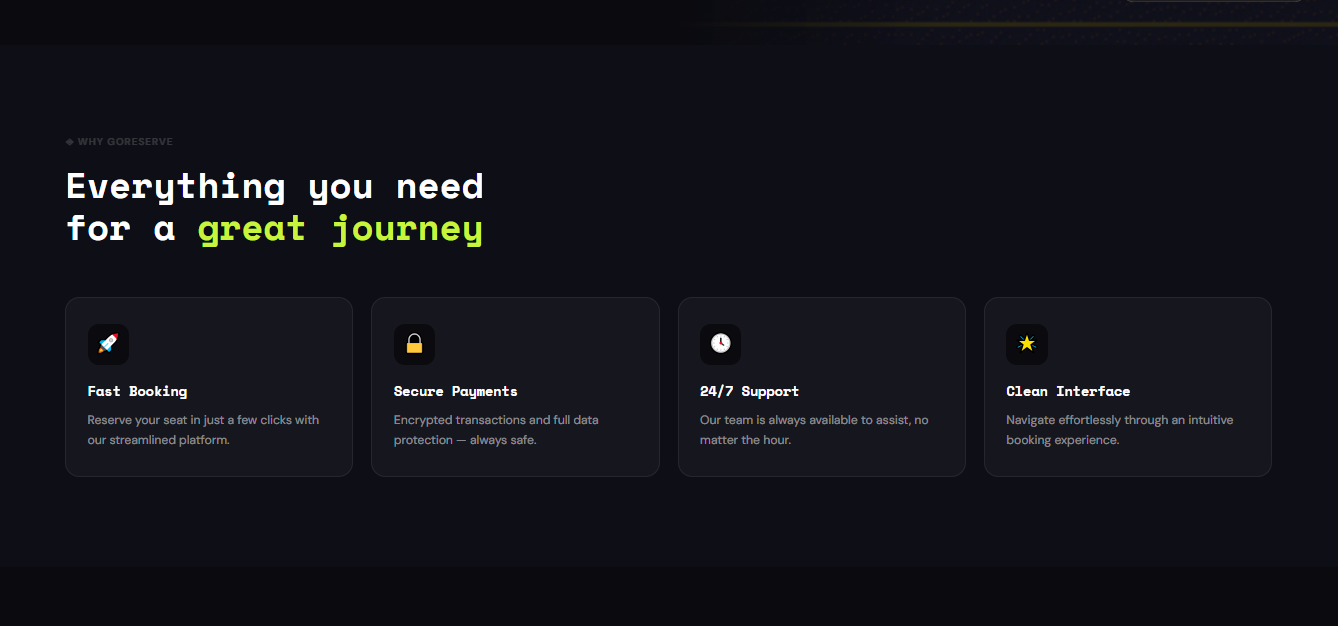 ◆ WHY GORESERVE
Everything you need
for a great journey
Fast Booking
Reserve your seat in just a few clicks with
our streamlined platform.
Secure Payments
Encrypted transactions and full data
protection — always safe.
24/7 Support
Our team is always available to assist, no
matter the hour.
Clean Interface
Navigate effortlessly through an intuitive
booking experience.